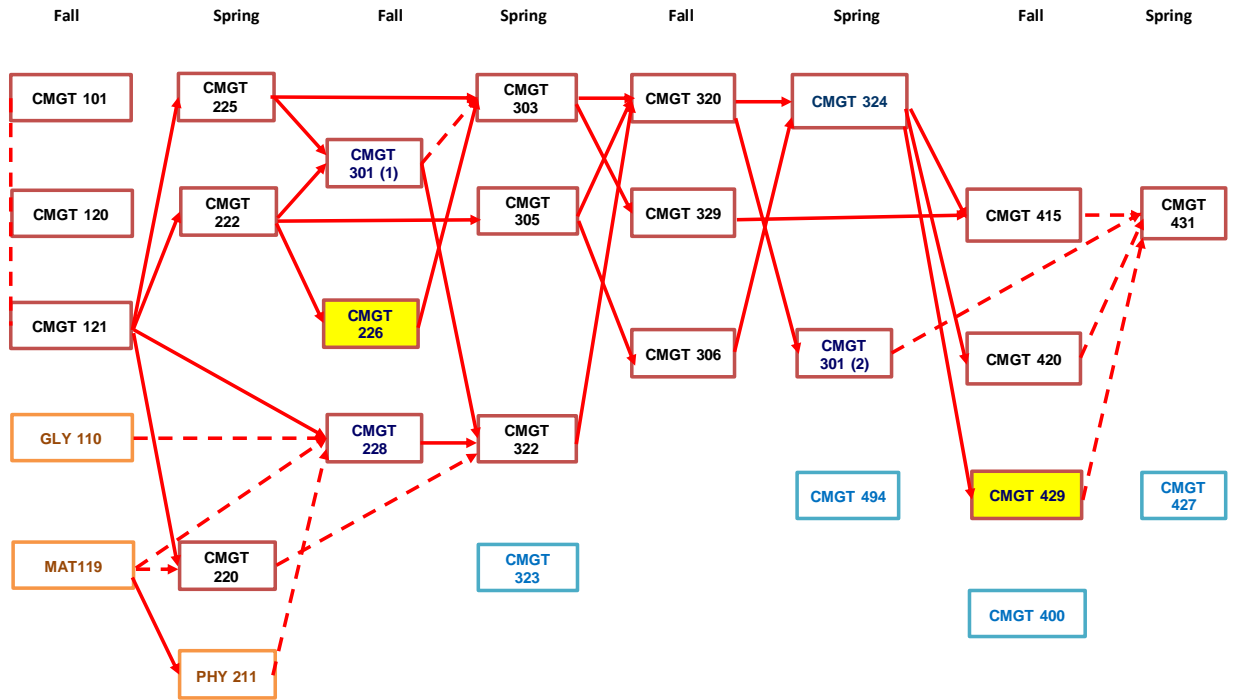 Fall Spring Fall Spring Fall Spring Fall Spring
CMGT 101
CMGT
225
CMGT
303
CMGT 320
CMGT 324
CMGT
301 (1)
CMGT 120
CMGT
222
CMGT
305
CMGT 329
CMGT 415
CMGT
431
CMGT 121
CMGT
226
CMGT 306
CMGT
301 (2)
CMGT 420
GLY 110
CMGT
228
CMGT
322
CMGT 494
CMGT 429
CMGT
427
MAT119
CMGT
220
CMGT
323
CMGT 400
PHY 211